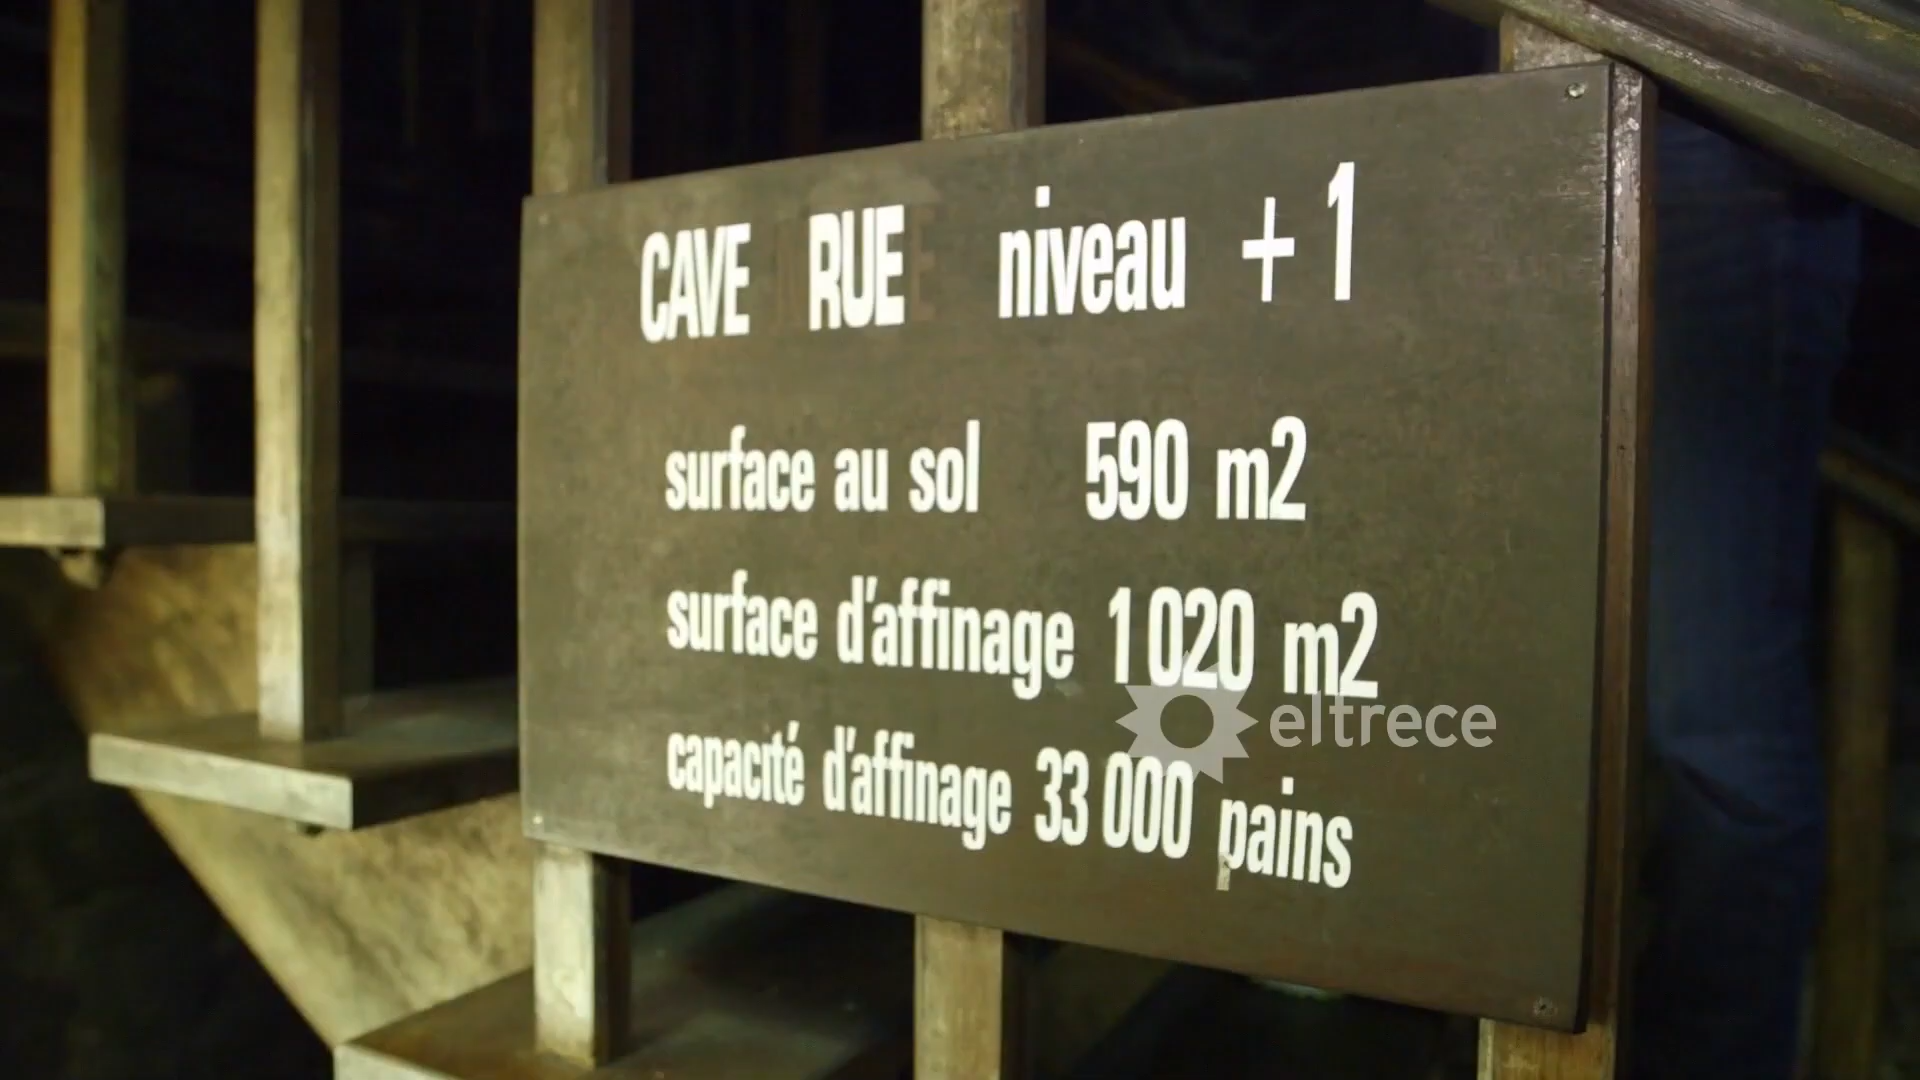 CAVE RUE niveau + 1
surface au sol 590 m2
surface d'affinage 1 020 m2
capacité d'affinage 33 000 pains
eltrece